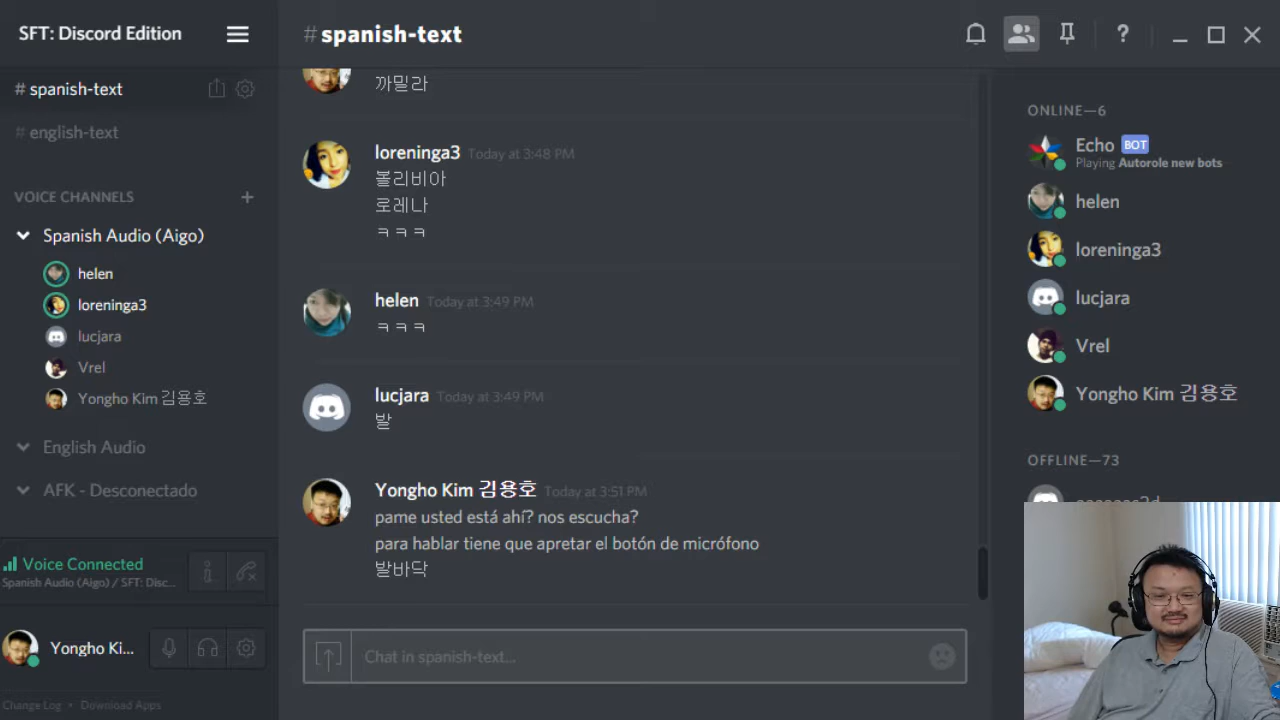 SFT: Discord Edition
# spanish-text
# english-text
VOICE CHANNELS
Spanish Audio (Aigo)
helen
loreninga3
lucjara
Vrel
Yongho Kim 김용호
English Audio
AFK - Desconectado
Voice Connected
Spanish Audio (Aigo) / SFT: Disc...
Yongho Ki...
Change Log • Download Apps
# spanish-text
까밀라
loreninga3 Today at 3:48 PM
볼리비아
로레나
ㅋㅋㅋ
helen Today at 3:49 PM
ㅋㅋㅋ
lucjara Today at 3:49 PM
발
Yongho Kim 김용호 Today at 3:51 PM
pame usted está ahí? nos escucha?
para hablar tiene que apretar el botón de micrófono
발바닥
Chat in spanish-text...
ONLINE—6
Echo BOT
Playing Autorole new bots
helen
loreninga3
lucjara
Vrel
Yongho Kim 김용호
OFFLINE—73